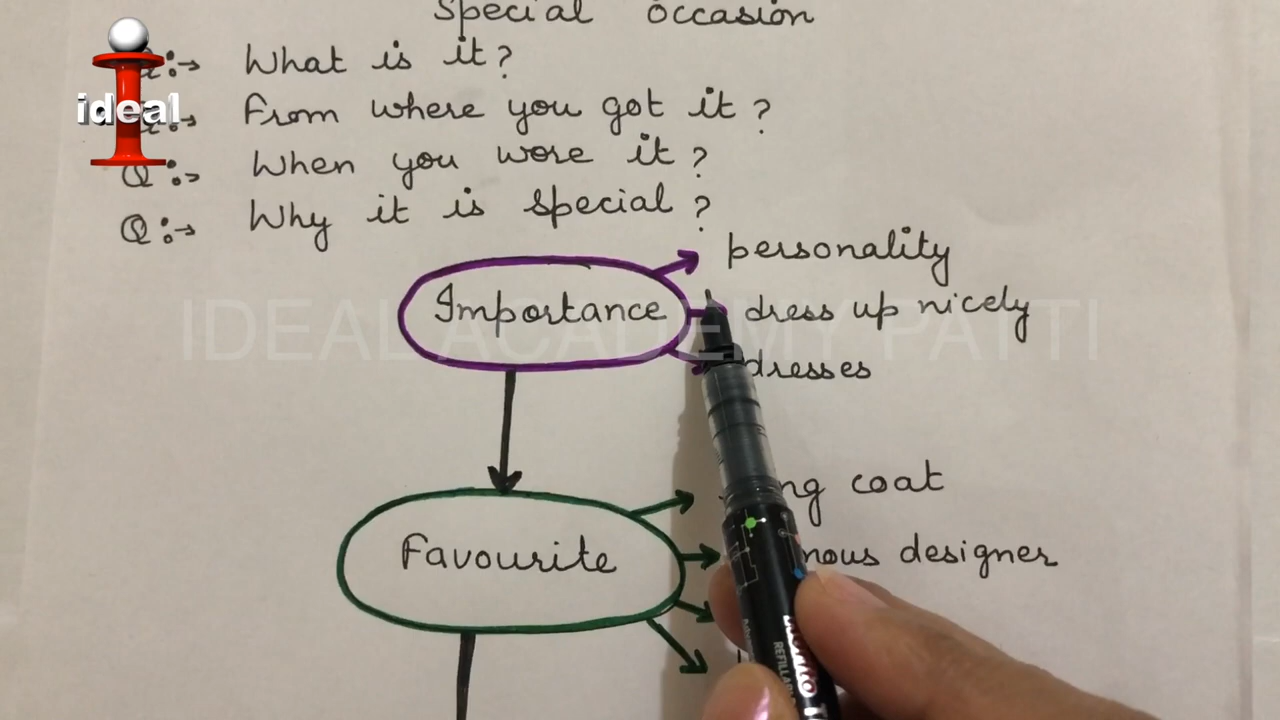 Special occasion
Q:→ What is it?
Q:→ From where you got it?
Q:→ When you wore it?
Q:→ Why it is special?
ideal
personality
Importance
dress up nicely
dresses
IDEAL ACADEMY PATTI
coat
Favourite
designer
REFILLABLE